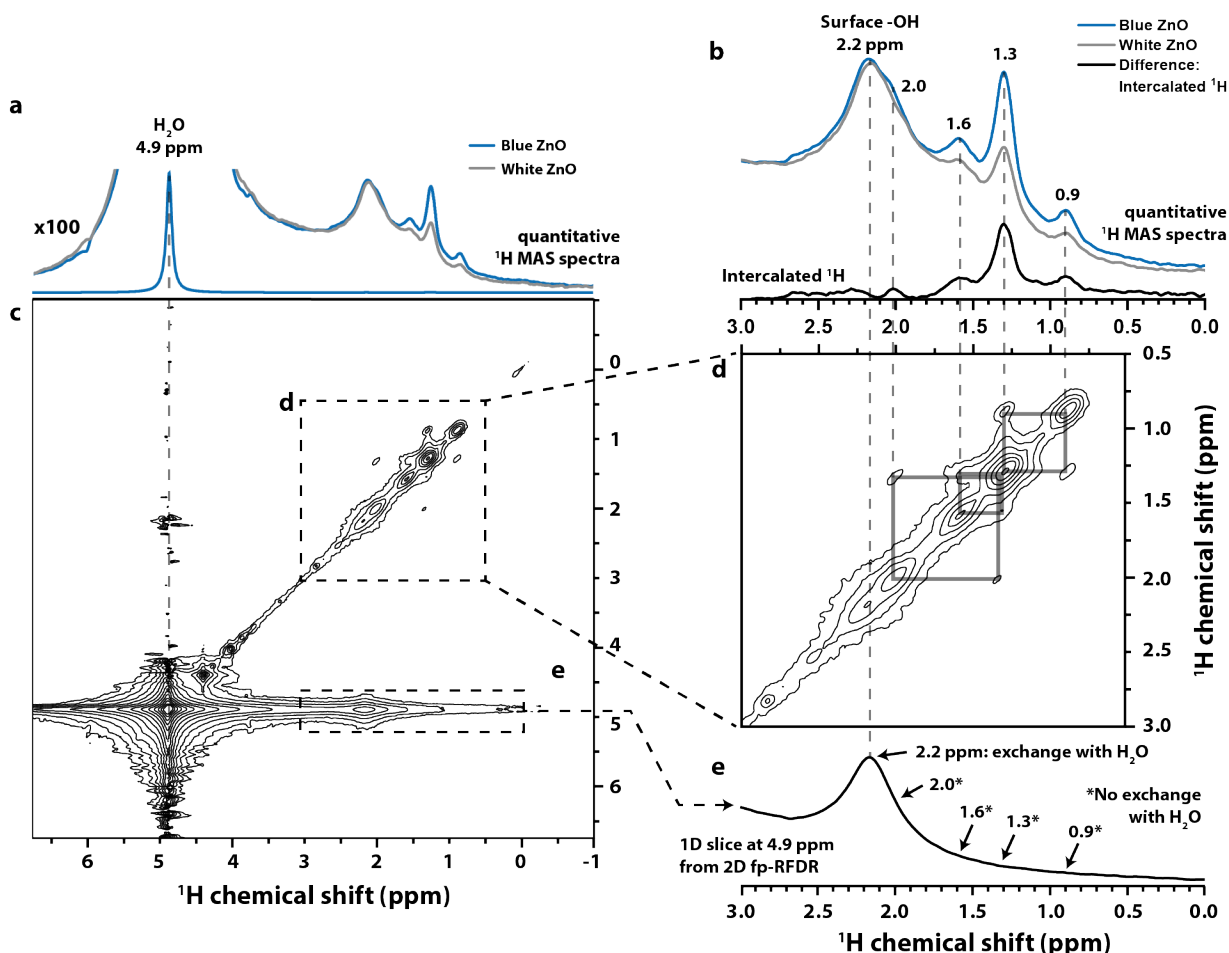 a
H2O
4.9 ppm
Blue ZnO
White ZnO
x100
quantitative
1H MAS spectra
b
Surface -OH
2.2 ppm
2.0
1.6
1.3
0.9
Blue ZnO
White ZnO
Difference:
Intercalated 1H
quantitative
1H MAS spectra
Intercalated 1H
3.0 2.5 2.0 1.5 1.0 0.5 0.0
c
d
e
0
1
2
3
4
5
6
6 5 4 3 2 1 0 -1
1H chemical shift (ppm)
d
0.5
1.0
1.5
2.0
2.5
3.0
1H chemical shift (ppm)
e
2.2 ppm: exchange with H2O
2.0*
1.6*
1.3*
0.9*
*No exchange
with H2O
1D slice at 4.9 ppm
from 2D fp-RFDR
3.0 2.5 2.0 1.5 1.0 0.5 0.0
1H chemical shift (ppm)